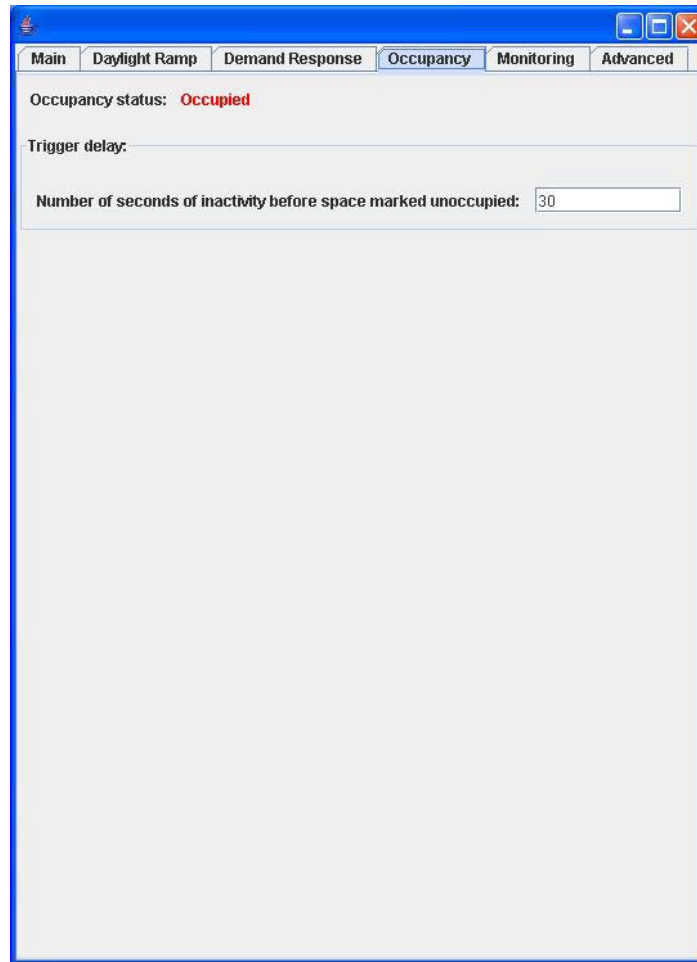 Main Daylight Ramp Demand Response Occupancy Monitoring Advanced
Occupancy status: Occupied
Trigger delay:
Number of seconds of inactivity before space marked unoccupied: 30